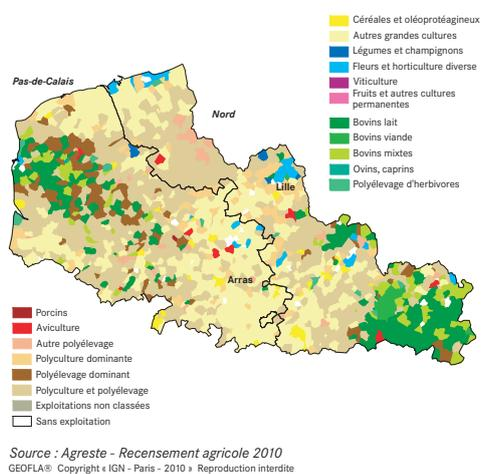 Céréales et oléoprotéagineux
Autres grandes cultures
Légumes et champignons
Fleurs et horticulture diverse
Viticulture
Fruits et autres cultures
permanentes
Bovins lait
Bovins viande
Bovins mixtes
Ovins, caprins
Polyélevage d'herbivores
Pas-de-Calais
Nord
Lille
Arras
Porcins
Aviculture
Autre polyélevage
Polyculture dominante
Polyélevage dominant
Polyculture et polyélevage
Exploitations non classées
Sans exploitation
Source : Agreste - Recensement agricole 2010
GEOFLA® Copyright « IGN - Paris - 2010 » Reproduction interdite